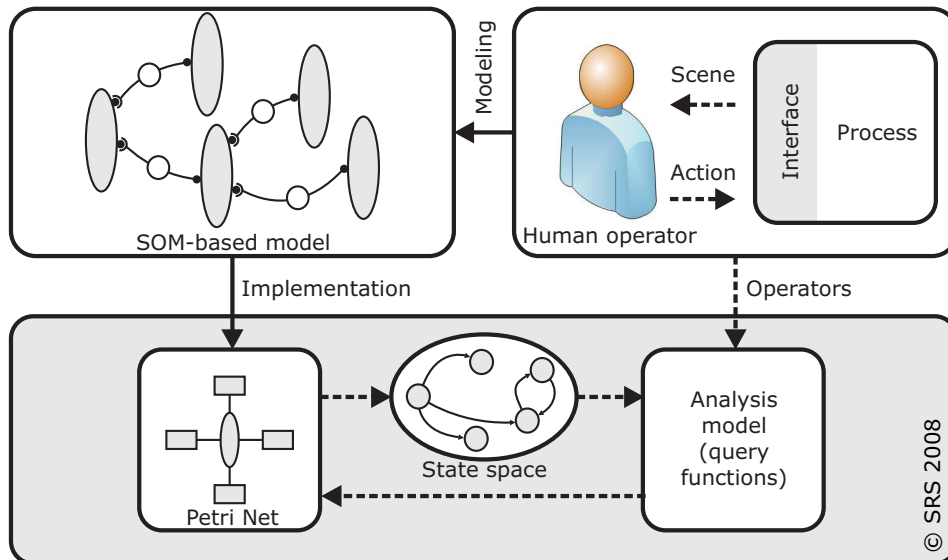 Modeling
Scene
Action
Interface
Process
SOM-based model
Human operator
Implementation
Operators
Petri Net
State space
Analysis
model
(query
functions)
© SRS 2008